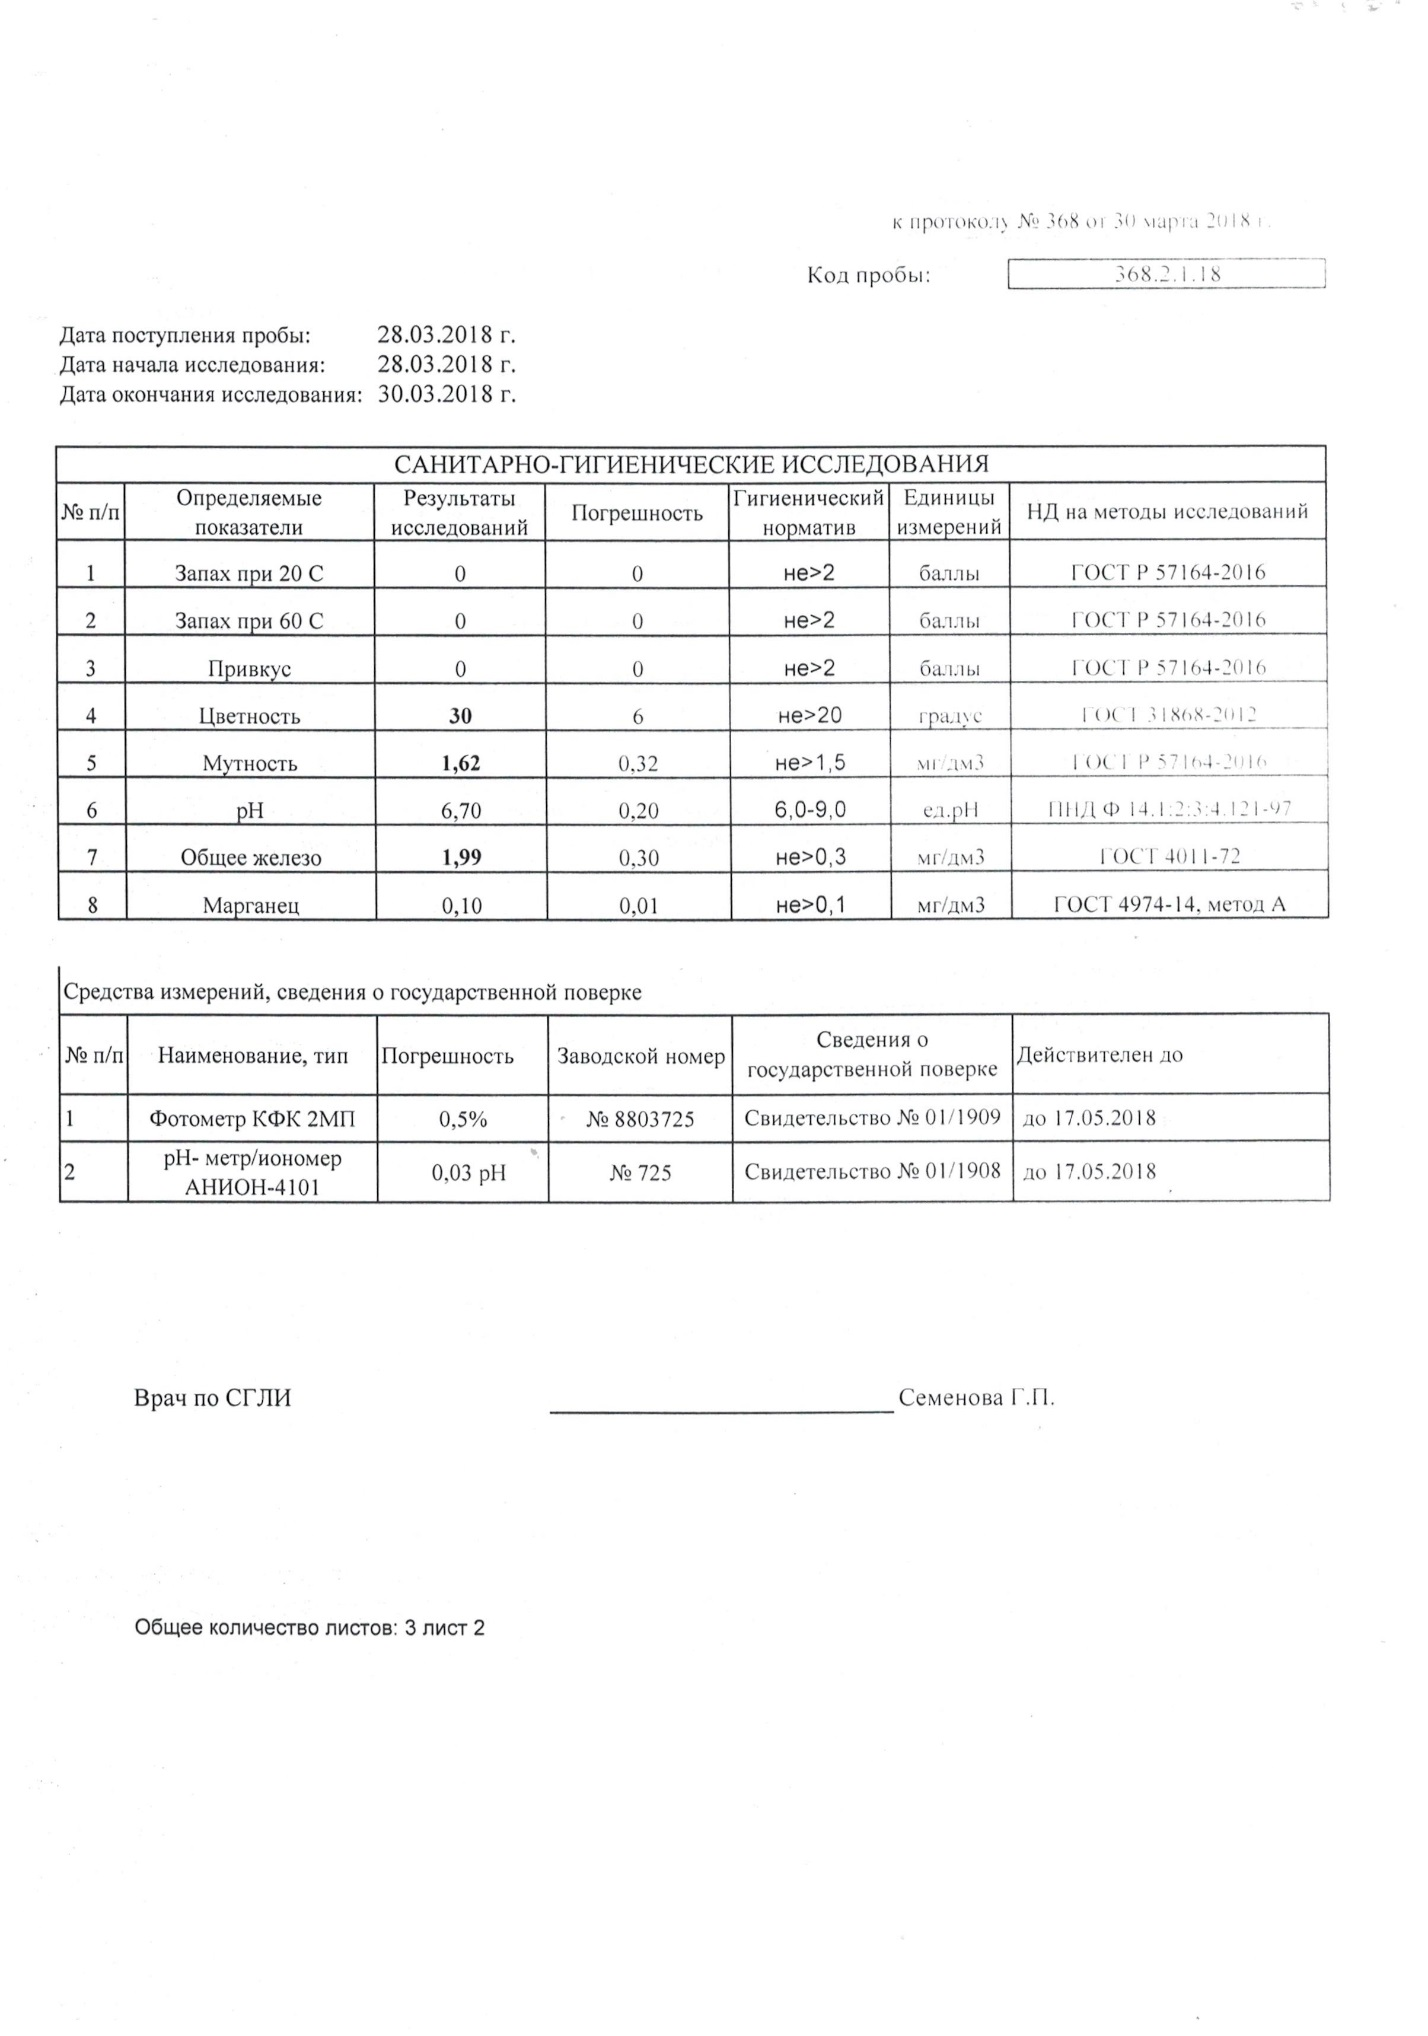 к протоколу № 368 от 30 марта 2018 г.
Код пробы: 368.2.1.18
Дата поступления пробы: 28.03.2018 г.
Дата начала исследования: 28.03.2018 г.
Дата окончания исследования: 30.03.2018 г.
САНИТАРНО-ГИГИЕНИЧЕСКИЕ ИССЛЕДОВАНИЯ
№ п/п Определяемые показатели Результаты исследований Погрешность Гигиенический норматив Единицы измерений НД на методы исследований
1 Запах при 20 С 0 0 не>2 баллы ГОСТ Р 57164-2016
2 Запах при 60 С 0 0 не>2 баллы ГОСТ Р 57164-2016
3 Привкус 0 0 не>2 баллы ГОСТ Р 57164-2016
4 Цветность 30 6 не>20 градус ГОСТ 31868-2012
5 Мутность 1,62 0,32 не>1,5 мг/дм3 ГОСТ Р 57164-2016
6 pH 6,70 0,20 6,0-9,0 ед.pH ПНД Ф 14.1:2:3:4.121-97
7 Общее железо 1,99 0,30 не>0,3 мг/дм3 ГОСТ 4011-72
8 Марганец 0,10 0,01 не>0,1 мг/дм3 ГОСТ 4974-14, метод А
Средства измерений, сведения о государственной поверке
№ п/п Наименование, тип Погрешность Заводской номер Сведения о государственной поверке Действителен до
1 Фотометр КФК 2МП 0,5% № 8803725 Свидетельство № 01/1909 до 17.05.2018
2 pH- метр/иономер АНИОН-4101 0,03 pH № 725 Свидетельство № 01/1908 до 17.05.2018
Врач по СГЛИ Семенова Г.П.
Общее количество листов: 3 лист 2